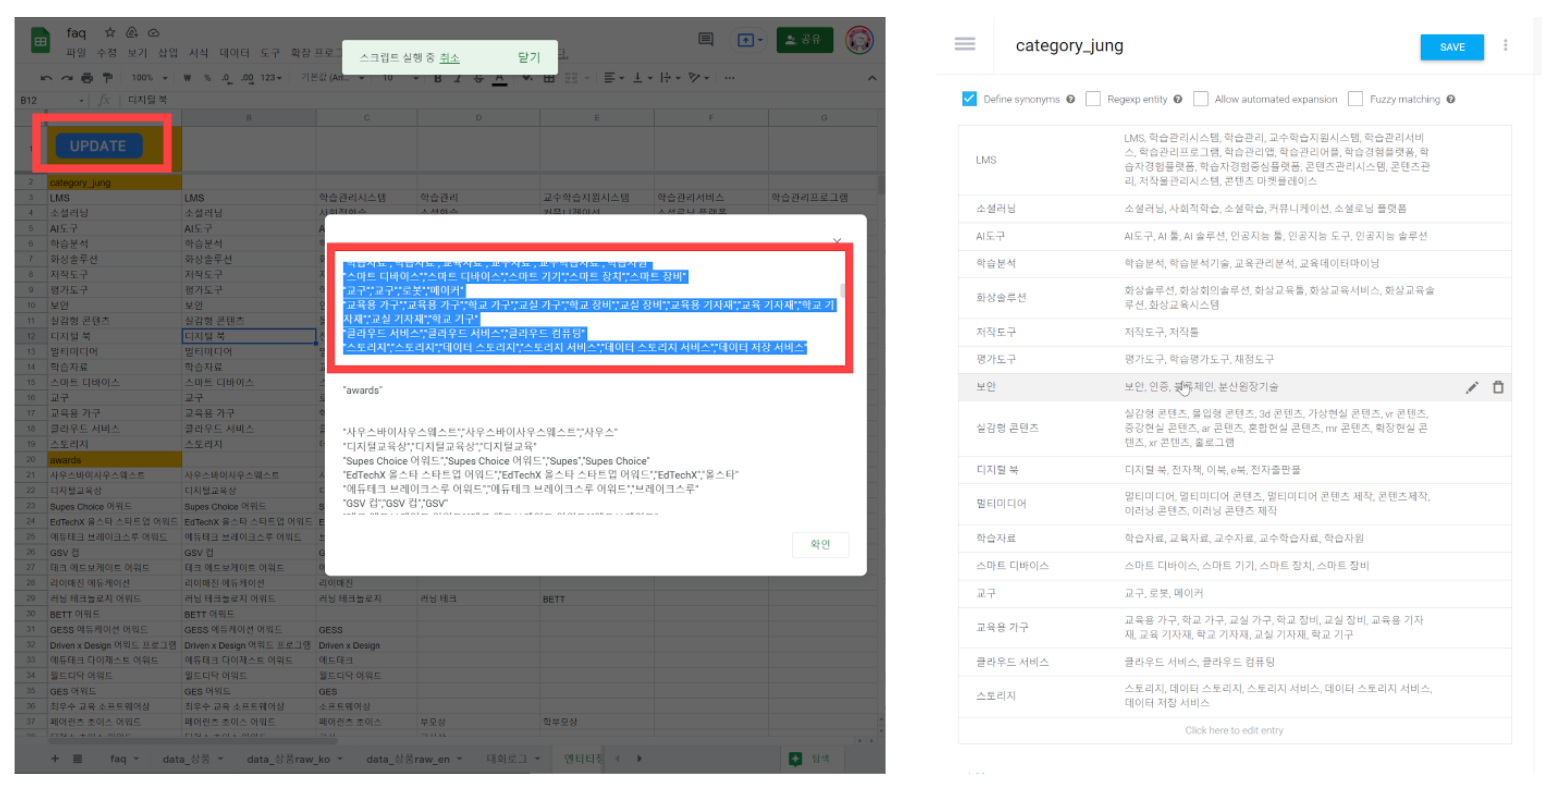 faq
파일 수정 보기 삽입 서식 데이터 도구 확장 프로그
스크립트 실행 중 취소 닫기
공유
100% ₩ % .0 .00 123
10
B12 디지털 북
B C D E F G
1 UPDATE
2 category_jung
3 LMS LMS 학습관리시스템 학습관리 교수학습지원시스템 학습관리서비스 학습관리프로그램
4 소셜러닝 소셜러닝 사회적학습 소셜학습 커뮤니케이션 소셜로닝 플랫폼
5 AI도구 AI도구
6 학습분석 학습분석
7 화상솔루션 화상솔루션
8 저작도구 저작도구
9 평가도구 평가도구
10 보안 보안
11 실감형 콘텐츠 실감형 콘텐츠
12 디지털 북 디지털 북
13 멀티미디어 멀티미디어
14 학습자료 학습자료
15 스마트 디바이스 스마트 디바이스
16 교구 교구
17 교육용 가구 교육용 가구
18 클라우드 서비스 클라우드 서비스
19 스토리지 스토리지
20 awards
21 사우스바이사우스웨스트 사우스바이사우스웨스트
22 디지털교육상 디지털교육상
23 Supes Choice 어워드 Supes Choice 어워드
24 EdTechX 올스타 스타트업 어워드 EdTechX 올스타 스타트업 어워드
25 에듀테크 브레이크스루 어워드 에듀테크 브레이크스루 어워드
26 GSV 컵 GSV 컵
27 테크 에드보케이트 어워드 테크 에드보케이트 어워드
28 리이매진 에듀케이션 리이매진 에듀케이션 리이매진
29 러닝 테크놀로지 어워드 러닝 테크놀로지 어워드 러닝 테크놀로지 러닝 테크 BETT
30 BETT 어워드 BETT 어워드
31 GESS 에듀케이션 어워드 GESS 에듀케이션 어워드 GESS
32 Driven x Design 어워드 프로그램 Driven x Design 어워드 프로그램 Driven x Design
33 에듀테크 다이제스트 어워드 에듀테크 다이제스트 어워드 에드테크
34 월드디닥 어워드 월드디닥 어워드 월드디닥 어워드
35 GES 어워드 GES 어워드 GES
36 최우수 교육 소프트웨어상 최우수 교육 소프트웨어상 소프트웨어상
37 페이런츠 초이스 어워드 페이런츠 초이스 어워드 페이런츠 초이스 부모상 학부모상
"학습자료","학습자료","교육자료","교수자료","교수학습자료","학습자원"
"스마트 디바이스","스마트 디바이스","스마트 기기","스마트 장치","스마트 장비"
"교구","교구","로봇","메이커"
"교육용 가구","교육용 가구","학교 가구","교실 가구","학교 장비","교실 장비","교육용 기자재","교육 기자재","학교 기
자재","교실 기자재","학교 기구"
"클라우드 서비스","클라우드 서비스","클라우드 컴퓨팅"
"스토리지","스토리지","데이터 스토리지","스토리지 서비스","데이터 스토리지 서비스","데이터 저장 서비스"
"awards"
"사우스바이사우스웨스트","사우스바이사우스웨스트","사우스"
"디지털교육상","디지털교육상","디지털교육"
"Supes Choice 어워드","Supes Choice 어워드","Supes","Supes Choice"
"EdTechX 올스타 스타트업 어워드","EdTechX 올스타 스타트업 어워드","EdTechX","올스타"
"에듀테크 브레이크스루 어워드","에듀테크 브레이크스루 어워드","브레이크스루"
"GSV 컵","GSV 컵","GSV"
확인
faq data_상품 data_상품raw_ko data_상품raw_en 대화로그 엔티티정
탐색
category_jung SAVE
Define synonyms Regexp entity Allow automated expansion Fuzzy matching
LMS
LMS, 학습관리시스템, 학습관리, 교수학습지원시스템, 학습관리서비
스, 학습관리프로그램, 학습관리앱, 학습관리어플, 학습경험플랫폼, 학
습자경험플랫폼, 학습자경험중심플랫폼, 콘텐츠관리시스템, 콘텐츠관
리, 저작물관리시스템, 콘텐츠 마켓플레이스
소셜러닝 소셜러닝, 사회적학습, 소셜학습, 커뮤니케이션, 소셜로닝 플랫폼
AI도구 AI도구, AI 툴, AI 솔루션, 인공지능 툴, 인공지능 도구, 인공지능 솔루션
학습분석 학습분석, 학습분석기술, 교육관리분석, 교육데이터마이닝
화상솔루션
화상솔루션, 화상회의솔루션, 화상교육툴, 화상교육서비스, 화상교육솔
루션, 화상교육시스템
저작도구 저작도구, 저작툴
평가도구 평가도구, 학습평가도구, 채점도구
보안 보안, 인증, 블록체인, 분산원장기술
실감형 콘텐츠
실감형 콘텐츠, 몰입형 콘텐츠, 3d 콘텐츠, 가상현실 콘텐츠, vr 콘텐츠,
증강현실 콘텐츠, ar 콘텐츠, 혼합현실 콘텐츠, mr 콘텐츠, 확장현실 콘
텐츠, xr 콘텐츠, 홀로그램
디지털 북 디지털 북, 전자책, 이북, e북, 전자출판물
멀티미디어
멀티미디어, 멀티미디어 콘텐츠, 멀티미디어 콘텐츠 제작, 콘텐츠제작,
이러닝 콘텐츠, 이러닝 콘텐츠 제작
학습자료 학습자료, 교육자료, 교수자료, 교수학습자료, 학습자원
스마트 디바이스 스마트 디바이스, 스마트 기기, 스마트 장치, 스마트 장비
교구 교구, 로봇, 메이커
교육용 가구
교육용 가구, 학교 가구, 교실 가구, 학교 장비, 교실 장비, 교육용 기자
재, 교육 기자재, 학교 기자재, 교실 기자재, 학교 기구
클라우드 서비스 클라우드 서비스, 클라우드 컴퓨팅
스토리지
스토리지, 데이터 스토리지, 스토리지 서비스, 데이터 스토리지 서비스,
데이터 저장 서비스
Click here to edit entry